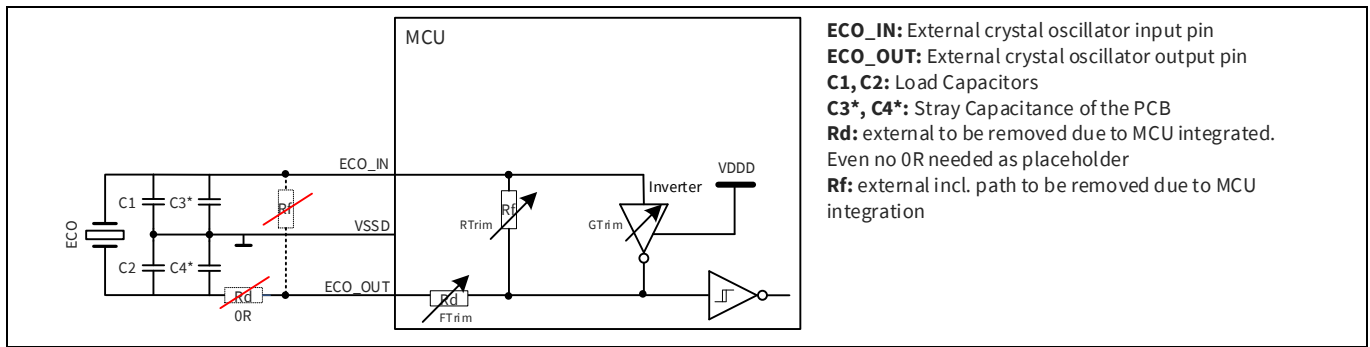 MCU
ECO_IN: External crystal oscillator input pin
ECO_OUT: External crystal oscillator output pin
C1, C2: Load Capacitors
C3*, C4*: Stray Capacitance of the PCB
Rd: external to be removed due to MCU integrated.
Even no 0R needed as placeholder
Rf: external incl. path to be removed due to MCU
integration
ECO_IN
VDDD
Inverter
C1
C3*
Rf
Rf
RTrim
GTrim
VSSD
ECO
C2
C4*
ECO_OUT
Rd
0R
Rd
FTrim